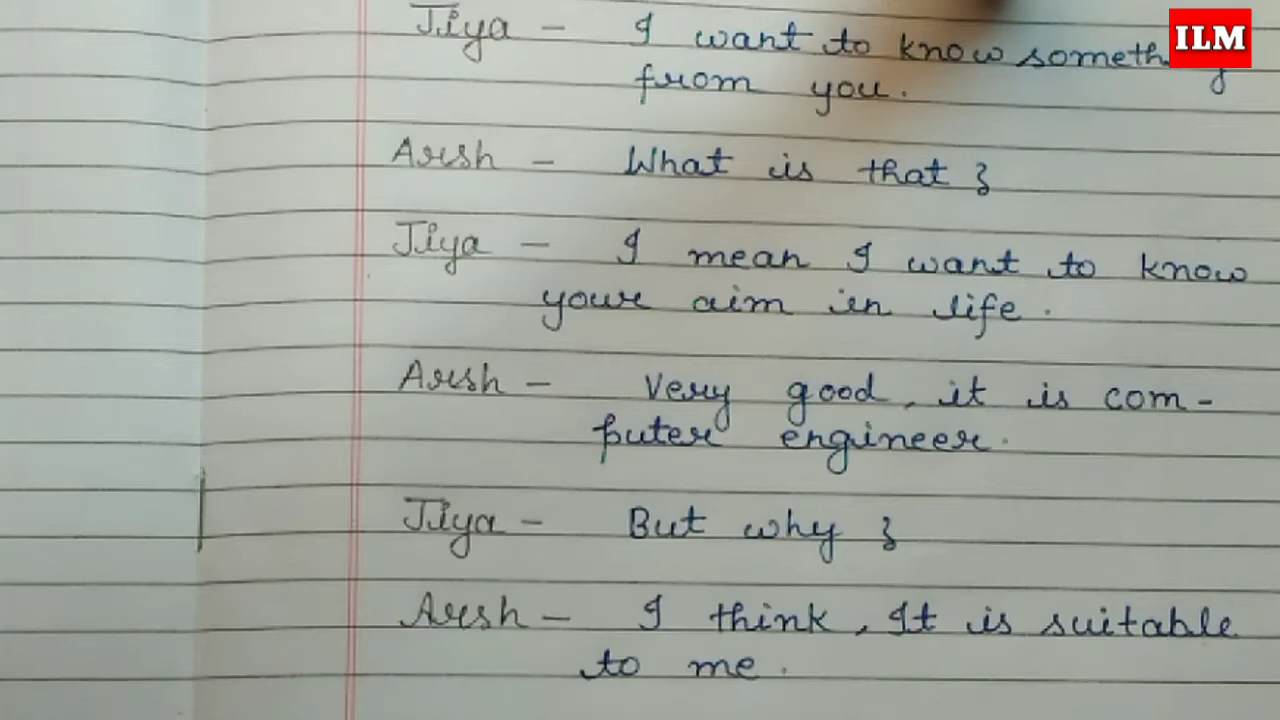 Jiya - I want to know something
ILM
from you.
Arsh - What is that ?
Jiya - I mean I want to know
your aim in life.
Arsh - Very good, it is com-
puter engineer.
Jiya - But why ?
Arsh - I think, It is suitable
to me.